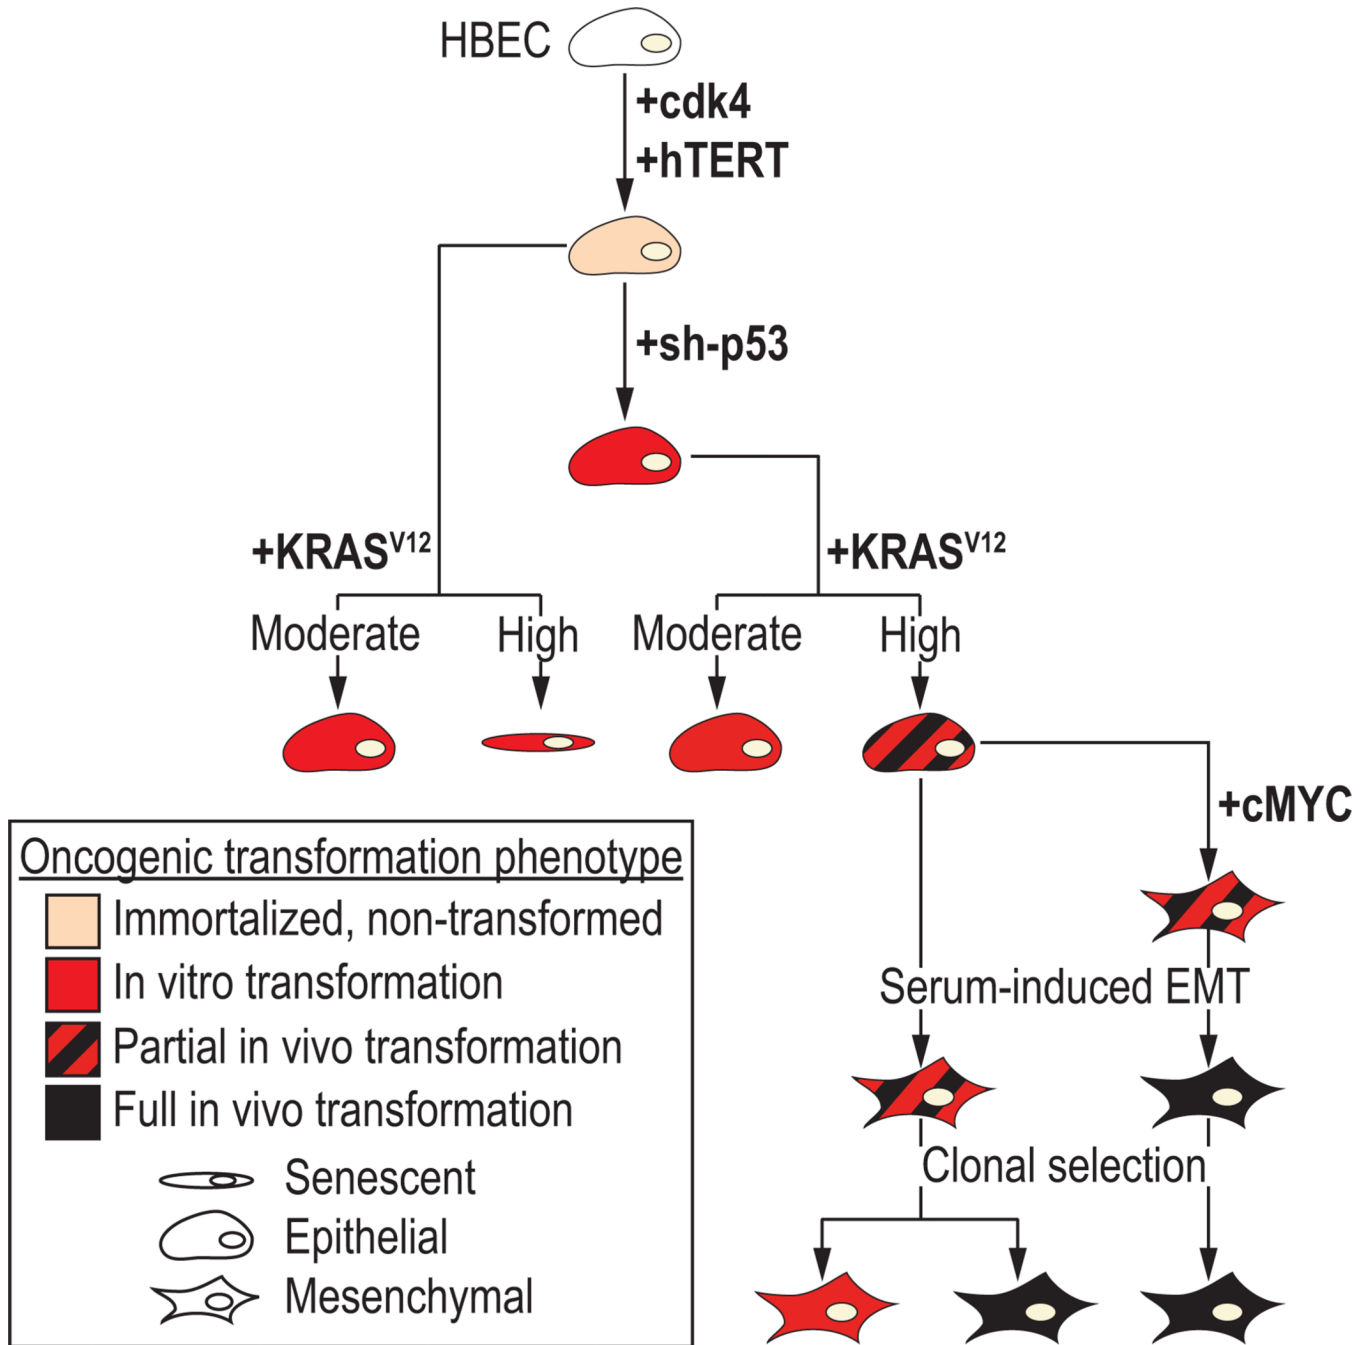 HBEC
+cdk4
+hTERT
+sh-p53
+KRAS^V12
+KRAS^V12
Moderate
High
Moderate
High
+cMYC
Serum-induced EMT
Clonal selection
Oncogenic transformation phenotype
Immortalized, non-transformed
In vitro transformation
Partial in vivo transformation
Full in vivo transformation
Senescent
Epithelial
Mesenchymal